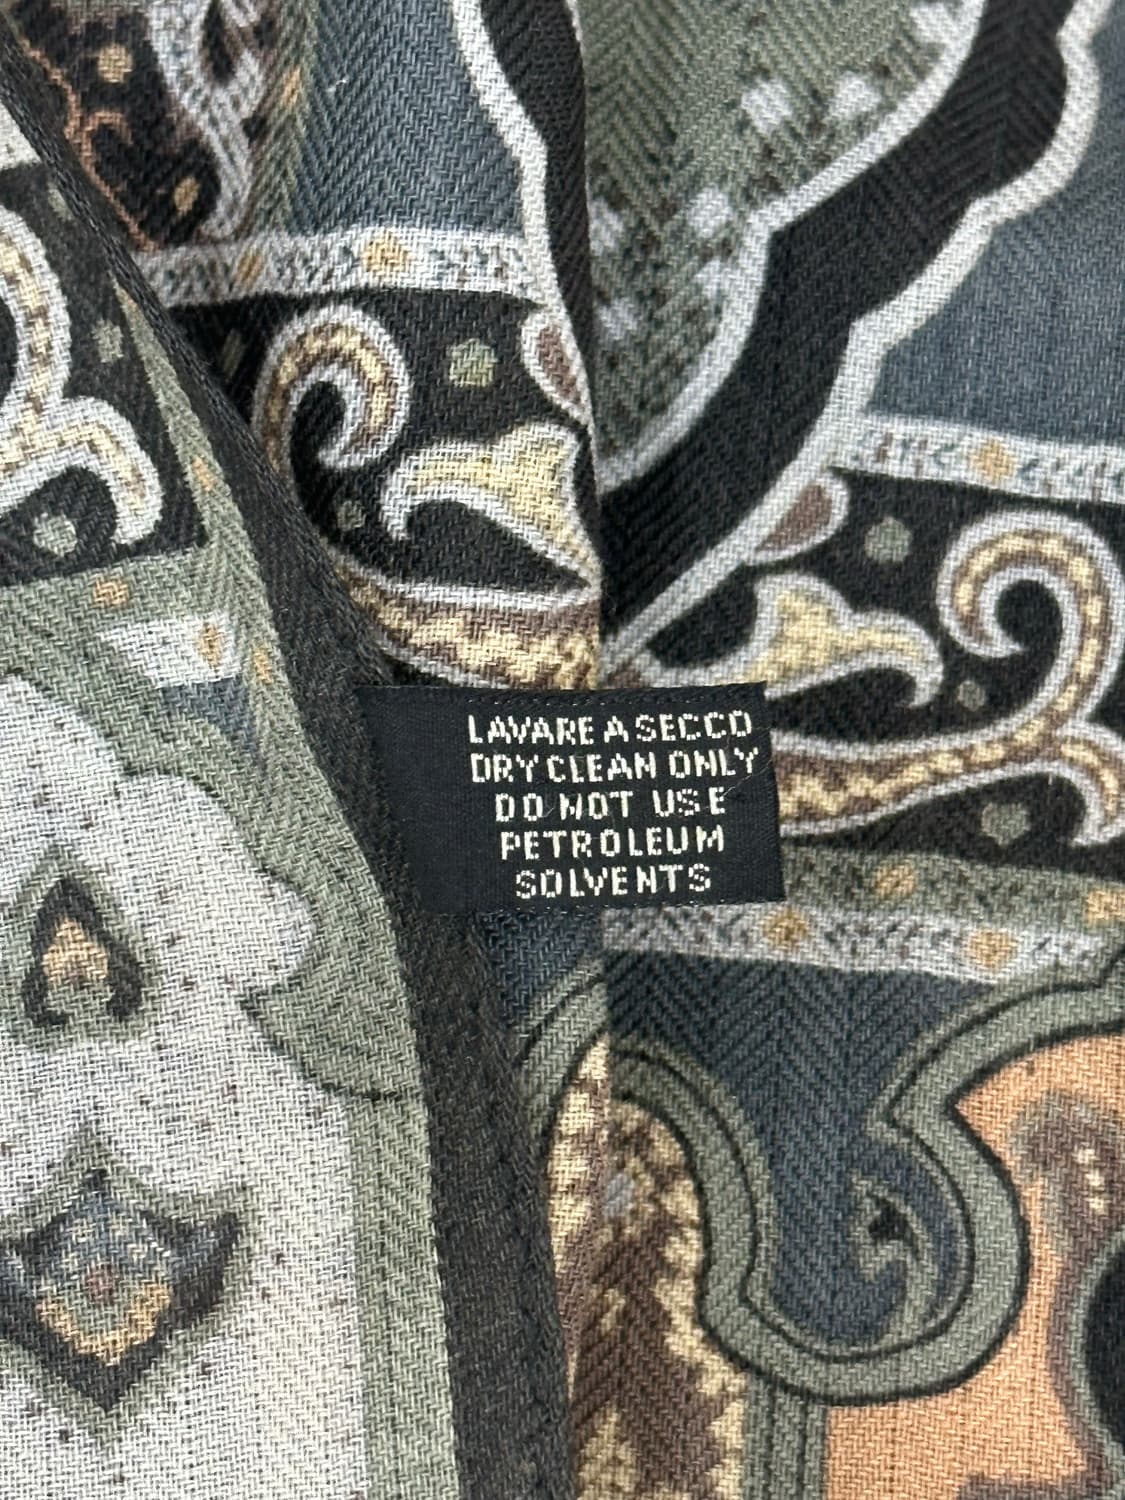 LAVARE A SECCO
DRY CLEAN ONLY
DO NOT USE
PETROLEUM
SOLVENTS